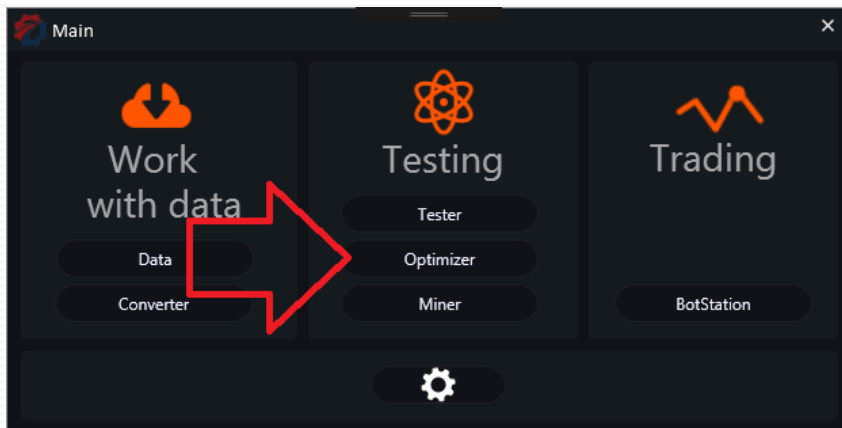 Main
Work
with data
Data
Converter
Testing
Tester
Optimizer
Miner
Trading
BotStation